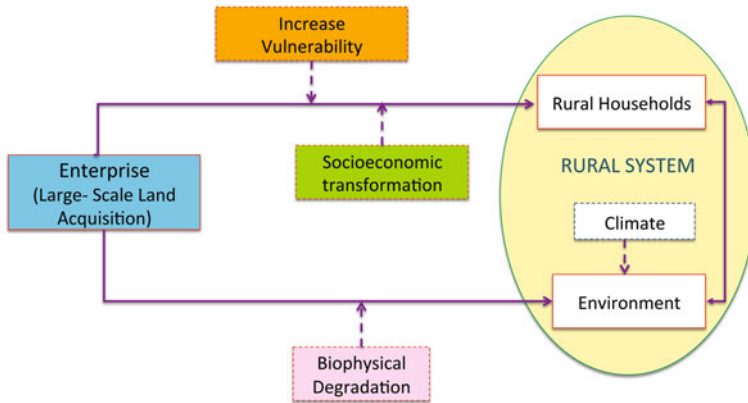 Increase
Vulnerability
Rural Households
Enterprise
(Large- Scale Land
Acquisition)
Socioeconomic
transformation
RURAL SYSTEM
Climate
Environment
Biophysical
Degradation